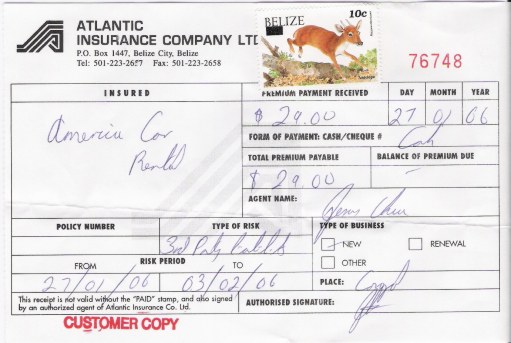 ATLANTIC
INSURANCE COMPANY LTD
P.O. Box 1447, Belize City, Belize
Tel: 501-223-2657 Fax: 501-223-2658
BELIZE 10c
76748
INSURED
America Car
Rental
PREMIUM PAYMENT RECEIVED DAY MONTH YEAR
$ 29.00 27 01 06
FORM OF PAYMENT: CASH/CHEQUE # Cash
TOTAL PREMIUM PAYABLE BALANCE OF PREMIUM DUE
$ 29.00 -
AGENT NAME:
POLICY NUMBER TYPE OF RISK TYPE OF BUSINESS
3rd Party
NEW RENEWAL
OTHER
RISK PERIOD
FROM TO
27/01/06 03/02/06
PLACE:
This receipt is not valid without the "PAID" stamp, and also signed
by an authorized agent of Atlantic Insurance Co. Ltd.
AUTHORISED SIGNATURE:
CUSTOMER COPY